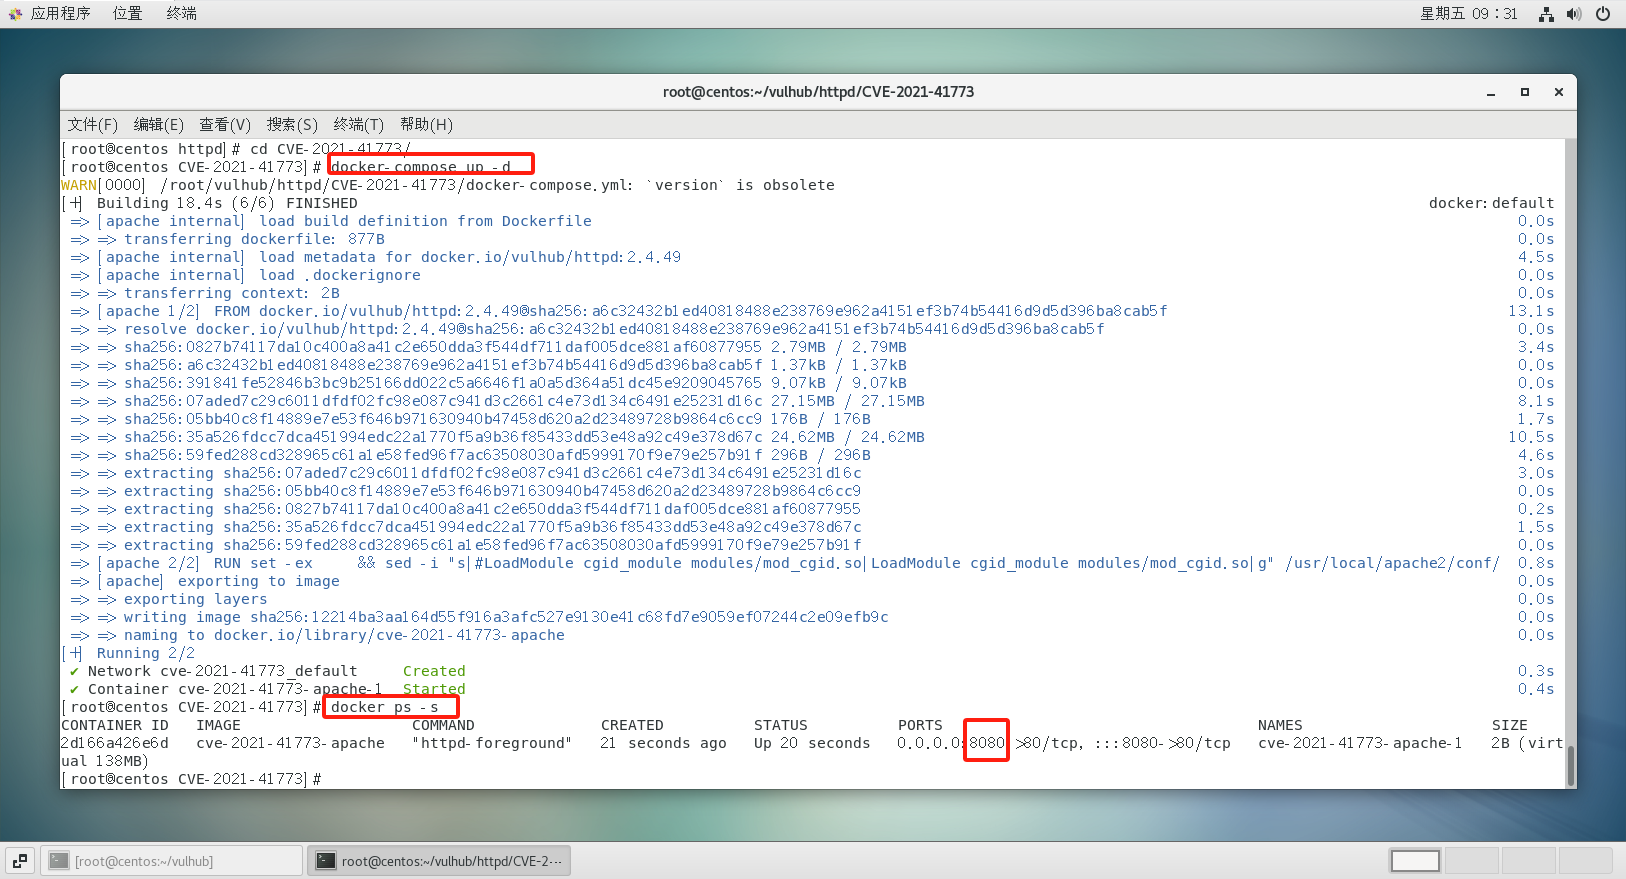 应用程序 位置 终端 星期五 09：31
root@centos:~/vulhub/httpd/CVE-2021-41773
文件(F) 编辑(E) 查看(V) 搜索(S) 终端(T) 帮助(H)
[root@centos httpd]# cd CVE-2021-41773/
[root@centos CVE-2021-41773]# docker-compose up -d
WARN[0000] /root/vulhub/httpd/CVE-2021-41773/docker-compose.yml: `version` is obsolete
[+] Building 18.4s (6/6) FINISHED docker:default
=> [apache internal] load build definition from Dockerfile 0.0s
=> => transferring dockerfile: 877B 0.0s
=> [apache internal] load metadata for docker.io/vulhub/httpd:2.4.49 4.5s
=> [apache internal] load .dockerignore 0.0s
=> => transferring context: 2B 0.0s
=> [apache 1/2] FROM docker.io/vulhub/httpd:2.4.49@sha256:a6c32432b1ed40818488e238769e962a4151ef3b74b54416d9d5d396ba8cab5f 13.1s
=> => resolve docker.io/vulhub/httpd:2.4.49@sha256:a6c32432b1ed40818488e238769e962a4151ef3b74b54416d9d5d396ba8cab5f 0.0s
=> => sha256:0827b74117da10c400a8a41c2e650dda3f544df711daf005dce881af60877955 2.79MB / 2.79MB 3.4s
=> => sha256:a6c32432b1ed40818488e238769e962a4151ef3b74b54416d9d5d396ba8cab5f 1.37kB / 1.37kB 0.0s
=> => sha256:391841fe52846b3bc9b25166dd022c5a6646f1a0a5d364a51dc45e9209045765 9.07kB / 9.07kB 0.0s
=> => sha256:07aded7c29c6011dfdf02fc98e087c941d3c2661c4e73d134c6491e25231d16c 27.15MB / 27.15MB 8.1s
=> => sha256:05bb40c8f14889e7e53f646b971630940b47458d620a2d23489728b9864c6cc9 176B / 176B 1.7s
=> => sha256:35a526fdcc7dca451994edc22a1770f5a9b36f85433dd53e48a92c49e378d67c 24.62MB / 24.62MB 10.5s
=> => sha256:59fed288cd328965c61a1e58fed96f7ac63508030afd5999170f9e79e257b91f 296B / 296B 4.6s
=> => extracting sha256:07aded7c29c6011dfdf02fc98e087c941d3c2661c4e73d134c6491e25231d16c 3.0s
=> => extracting sha256:05bb40c8f14889e7e53f646b971630940b47458d620a2d23489728b9864c6cc9 0.0s
=> => extracting sha256:0827b74117da10c400a8a41c2e650dda3f544df711daf005dce881af60877955 0.2s
=> => extracting sha256:35a526fdcc7dca451994edc22a1770f5a9b36f85433dd53e48a92c49e378d67c 1.5s
=> => extracting sha256:59fed288cd328965c61a1e58fed96f7ac63508030afd5999170f9e79e257b91f 0.0s
=> [apache 2/2] RUN set -ex && sed -i "s|#LoadModule cgid_module modules/mod_cgid.so|LoadModule cgid_module modules/mod_cgid.so|g" /usr/local/apache2/conf/ 0.8s
=> [apache] exporting to image 0.0s
=> => exporting layers 0.0s
=> => writing image sha256:12214ba3aa164d55f916a3afc527e9130e41c68fd7e9059ef07244c2e09efb9c 0.0s
=> => naming to docker.io/library/cve-2021-41773-apache 0.0s
[+] Running 2/2
✔ Network cve-2021-41773_default Created 0.3s
✔ Container cve-2021-41773-apache-1 Started 0.4s
[root@centos CVE-2021-41773]# docker ps -s
CONTAINER ID IMAGE COMMAND CREATED STATUS PORTS NAMES SIZE
2d166a426e6d cve-2021-41773-apache "httpd-foreground" 21 seconds ago Up 20 seconds 0.0.0.0:8080->80/tcp, :::8080->80/tcp cve-2021-41773-apache-1 2B (virt
ual 138MB)
[root@centos CVE-2021-41773]#
[root@centos:~/vulhub] root@centos:~/vulhub/httpd/CVE-2···